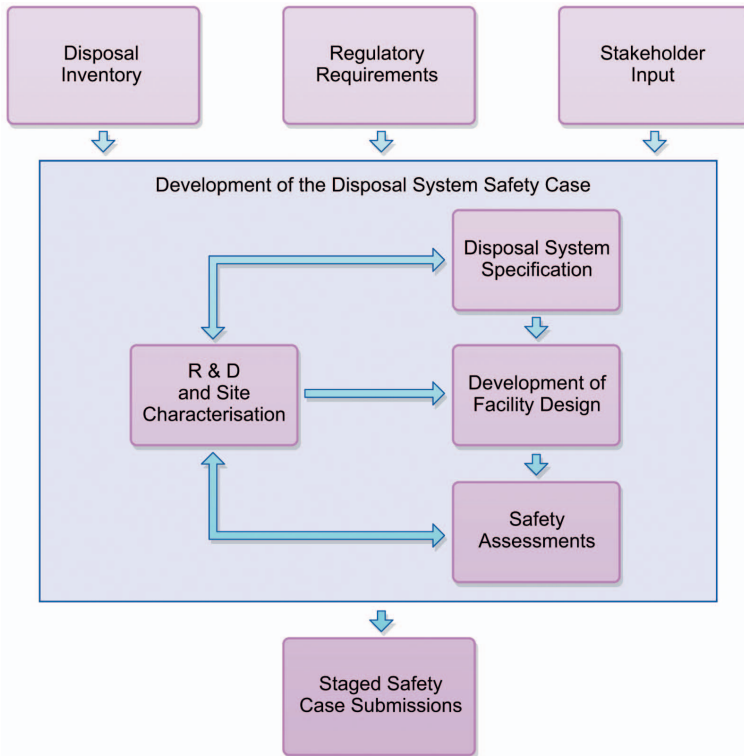 Disposal
Inventory
Regulatory
Requirements
Stakeholder
Input
Development of the Disposal System Safety Case
Disposal System
Specification
R & D
and Site
Characterisation
Development of
Facility Design
Safety
Assessments
Staged Safety
Case Submissions